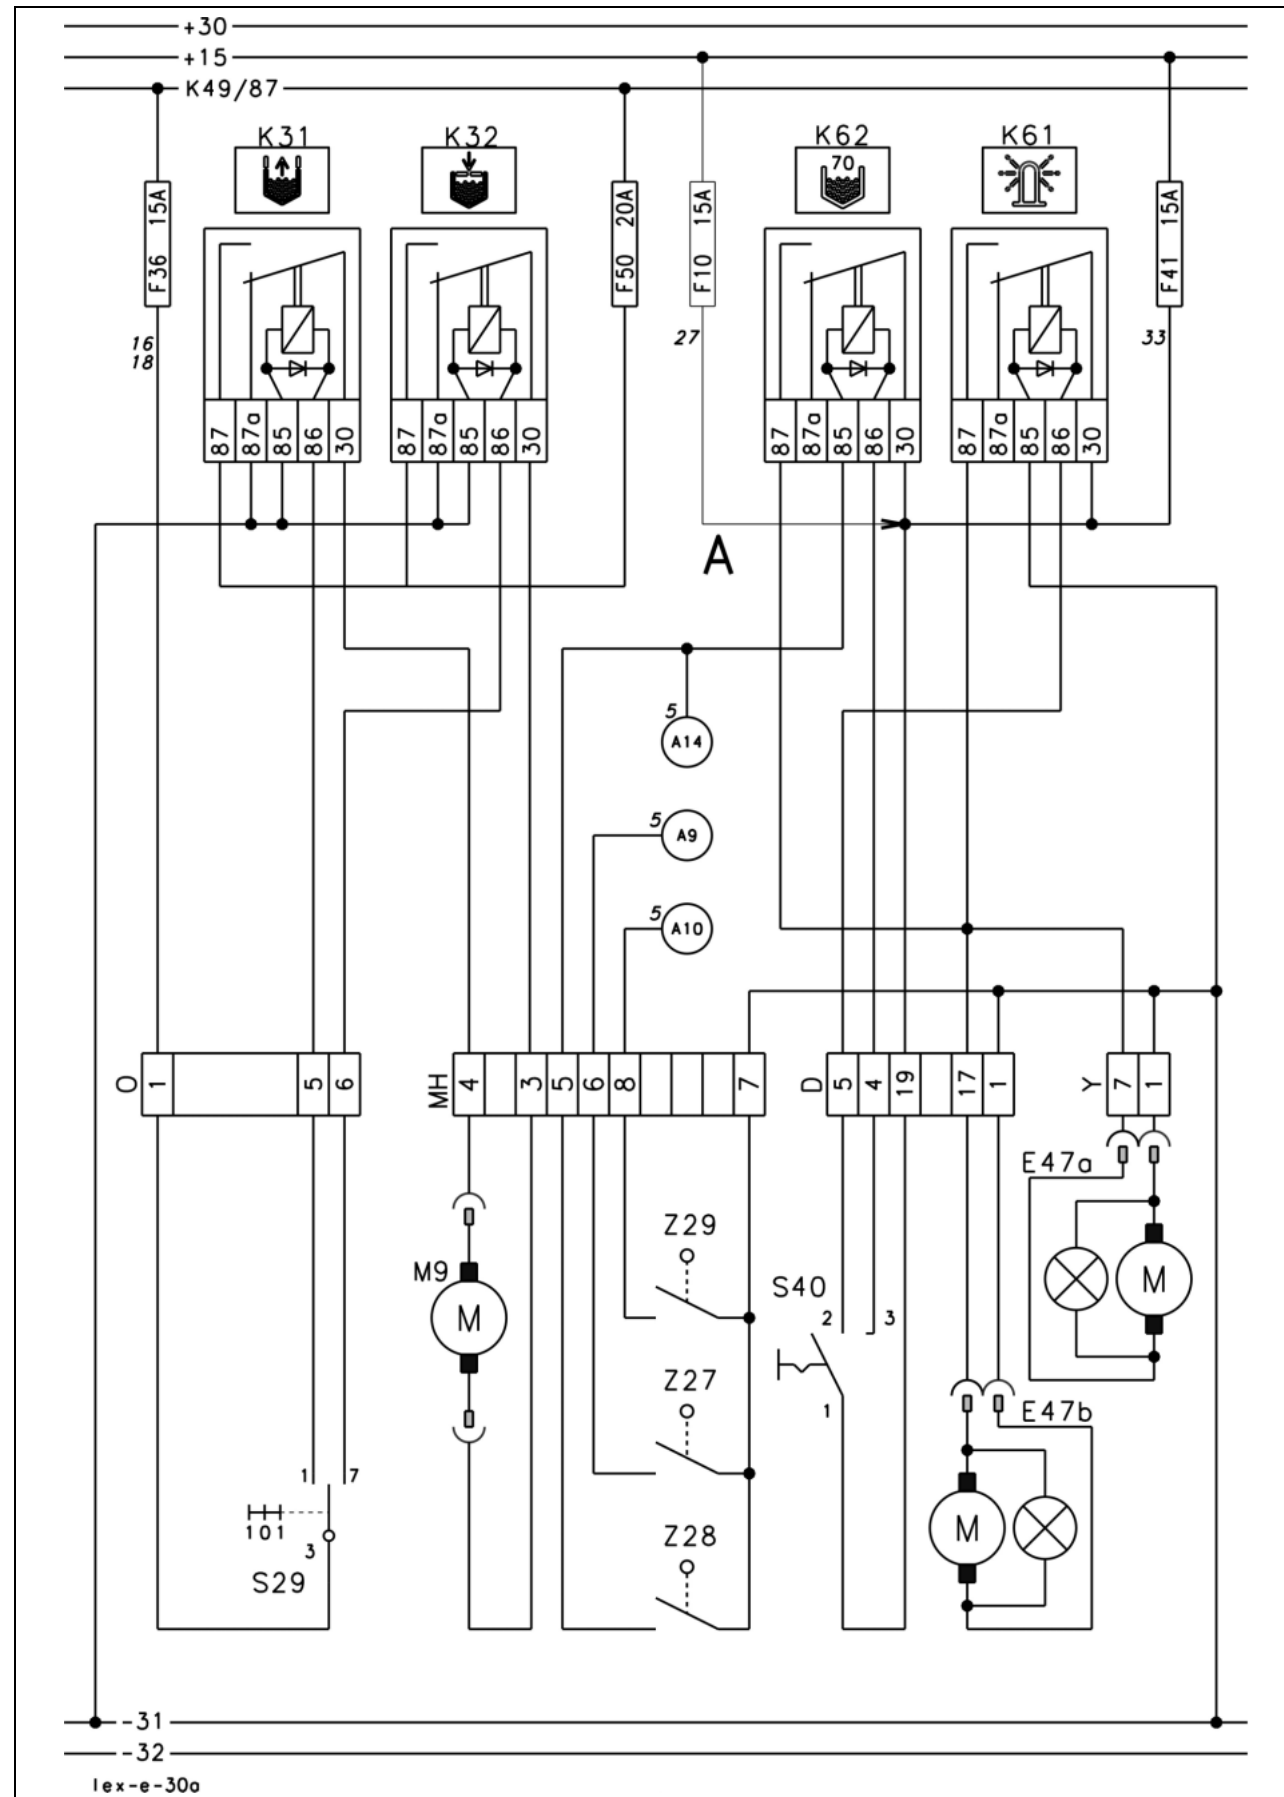 +30
+15
K49/87
K31
K32
K62
K61
70
F36 15A
F50 20A
F10 15A
F41 15A
16
18
27
33
87 87a 85 86 30
87 87a 85 86 30
87 87a 85 86 30
87 87a 85 86 30
A
5
A14
5
A9
5
A10
O 1 5 6
MH 4 3 5 6 8 7
D 5 4 19 17 1
Y 7 1
E47a
Z29
M9
M
S40
2 3
M
Z27
1
E47b
1 7
101
3
S29
Z28
M
-31
-32
lex-e-30a